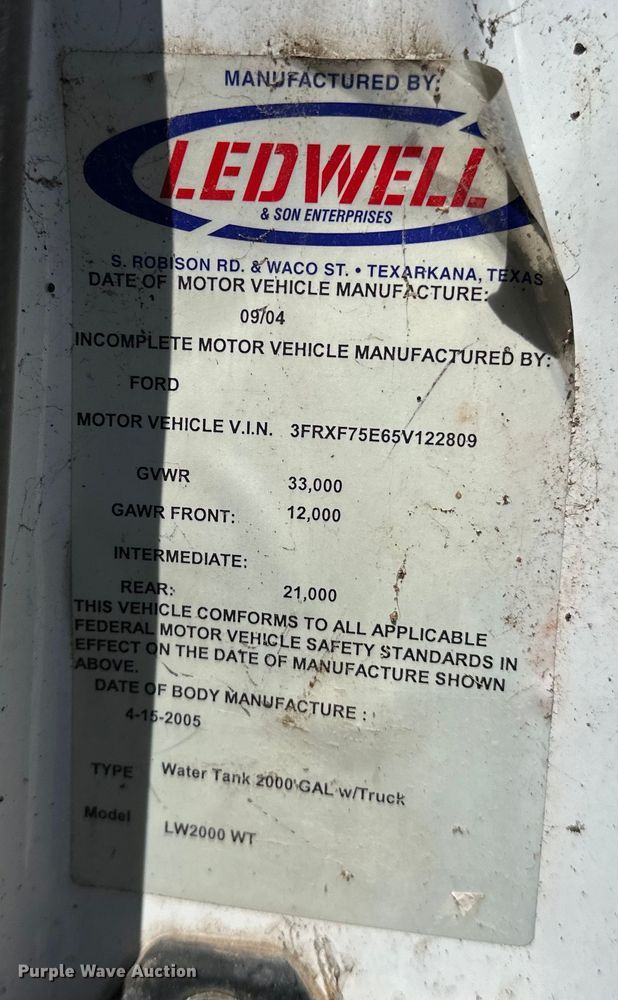 MANUFACTURED BY:
LEDWELL
& SON ENTERPRISES
S. ROBISON RD. & WACO ST. • TEXARKANA, TEXAS
DATE OF MOTOR VEHICLE MANUFACTURE:
09/04
INCOMPLETE MOTOR VEHICLE MANUFACTURED BY:
FORD
MOTOR VEHICLE V.I.N. 3FRXF75E65V122809
GVWR 33,000
GAWR FRONT: 12,000
INTERMEDIATE:
REAR: 21,000
THIS VEHICLE COMFORMS TO ALL APPLICABLE
FEDERAL MOTOR VEHICLE SAFETY STANDARDS IN
EFFECT ON THE DATE OF MANUFACTURE SHOWN
ABOVE.
DATE OF BODY MANUFACTURE :
4-15-2005
TYPE Water Tank 2000 GAL w/Truck
Model LW2000 WT
Purple Wave Auction